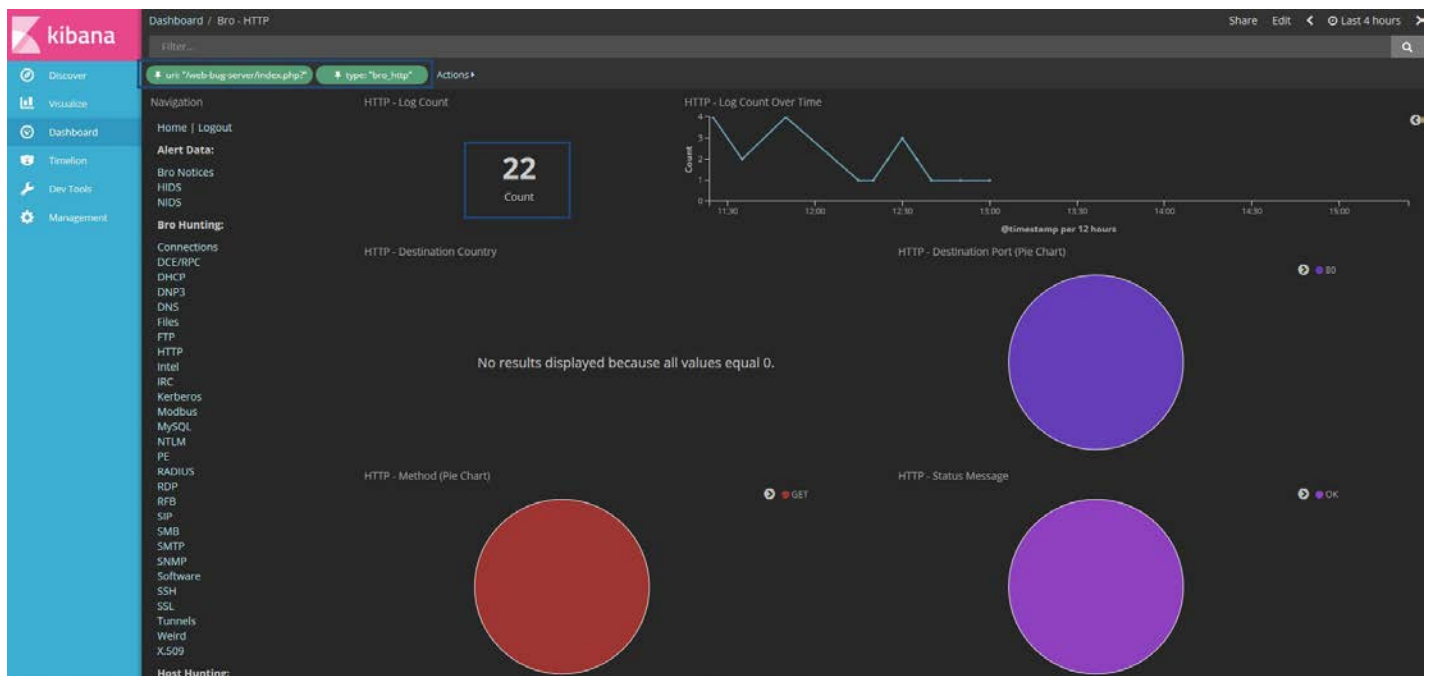 kibana
Dashboard / Bro - HTTP
Share Edit Last 4 hours
Filter...
uri: "/web-bug-server/index.php?" type: "bro_http" Actions
Discover
Visualize
Dashboard
Timelion
Dev Tools
Management
Navigation
Home | Logout
Alert Data:
Bro Notices
HIDS
NIDS
Bro Hunting:
Connections
DCE/RPC
DHCP
DNP3
DNS
Files
FTP
HTTP
Intel
IRC
Kerberos
Modbus
MySQL
NTLM
PE
RADIUS
RDP
RFB
SIP
SMB
SMTP
SNMP
Software
SSH
SSL
Tunnels
Weird
X.509
Host Hunting:
HTTP - Log Count
22
Count
HTTP - Log Count Over Time
Count
4
3
2
1
0
11:30 12:00 12:30 13:00 13:30 14:00 14:30 15:00
@timestamp per 12 hours
HTTP - Destination Country
No results displayed because all values equal 0.
HTTP - Destination Port (Pie Chart)
80
HTTP - Method (Pie Chart)
GET
HTTP - Status Message
OK